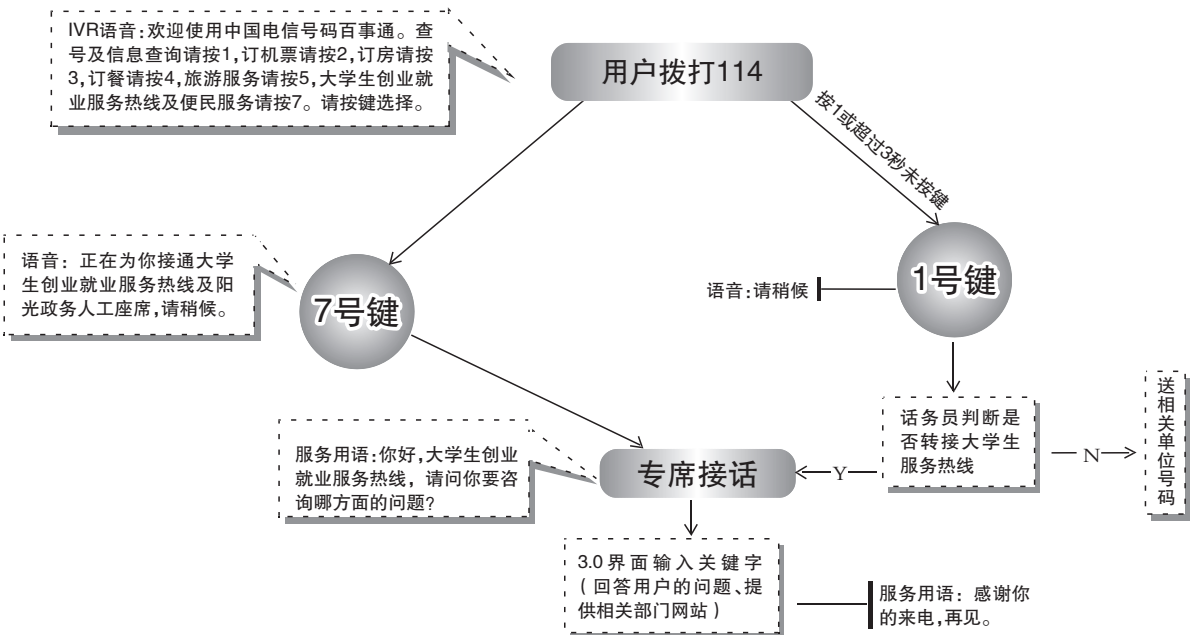 IVR语音:欢迎使用中国电信号码百事通。查
号及信息查询请按1,订机票请按2,订房请按
3,订餐请按4,旅游服务请按5,大学生创业就
业服务热线及便民服务请按7。请按键选择。
用户拨打114
按1或超过3秒未按键
语音：正在为你接通大学
生创业就业服务热线及阳
光政务人工座席,请稍候。
7号键
语音:请稍候
1号键
服务用语:你好,大学生创业
就业服务热线，请问你要咨
询哪方面的问题?
专席接话
Y
话务员判断是
否转接大学生
服务热线
N
送相关单位号码
3.0界面输入关键字
（回答用户的问题、提
供相关部门网站）
服务用语：感谢你
的来电,再见。